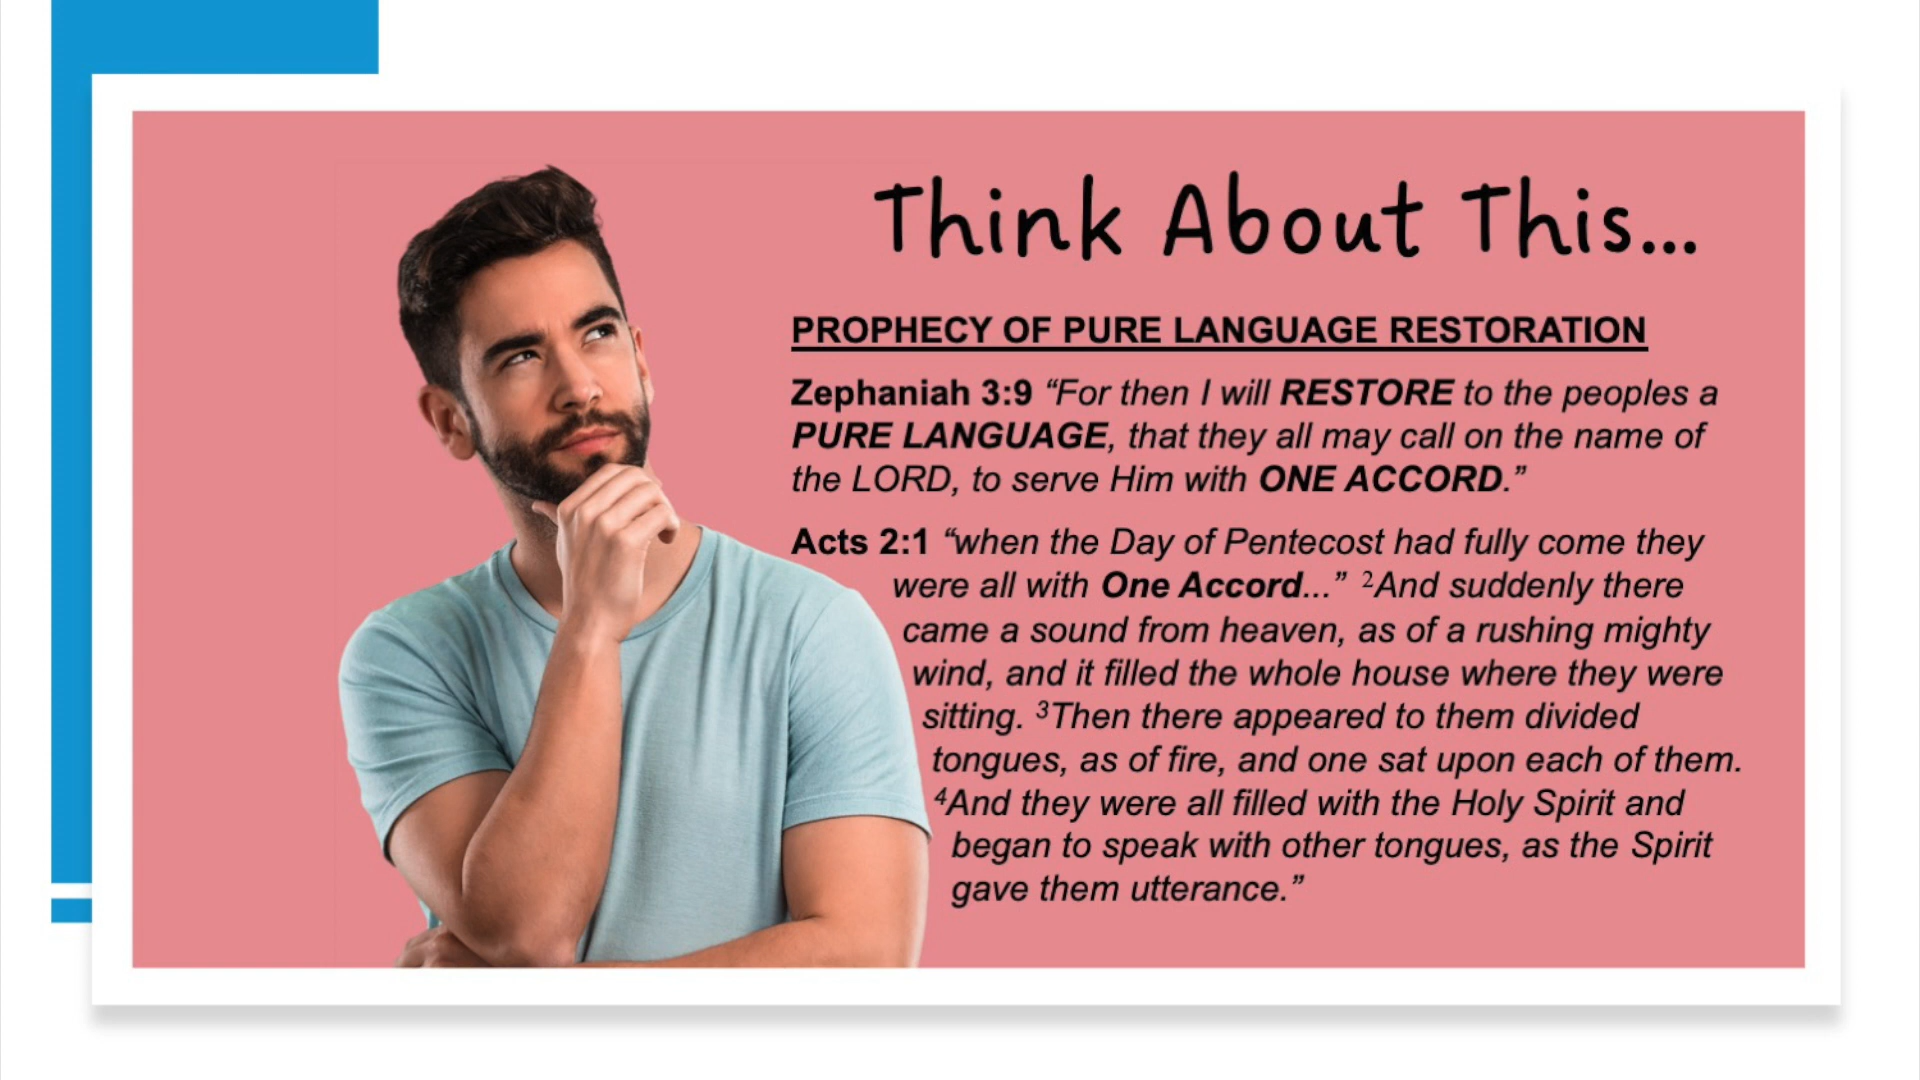 Think About This...
PROPHECY OF PURE LANGUAGE RESTORATION
Zephaniah 3:9 “For then I will RESTORE to the peoples a
PURE LANGUAGE, that they all may call on the name of
the LORD, to serve Him with ONE ACCORD.”
Acts 2:1 “when the Day of Pentecost had fully come they
were all with One Accord...” ²And suddenly there
came a sound from heaven, as of a rushing mighty
wind, and it filled the whole house where they were
sitting. ³Then there appeared to them divided
tongues, as of fire, and one sat upon each of them.
⁴And they were all filled with the Holy Spirit and
began to speak with other tongues, as the Spirit
gave them utterance.”